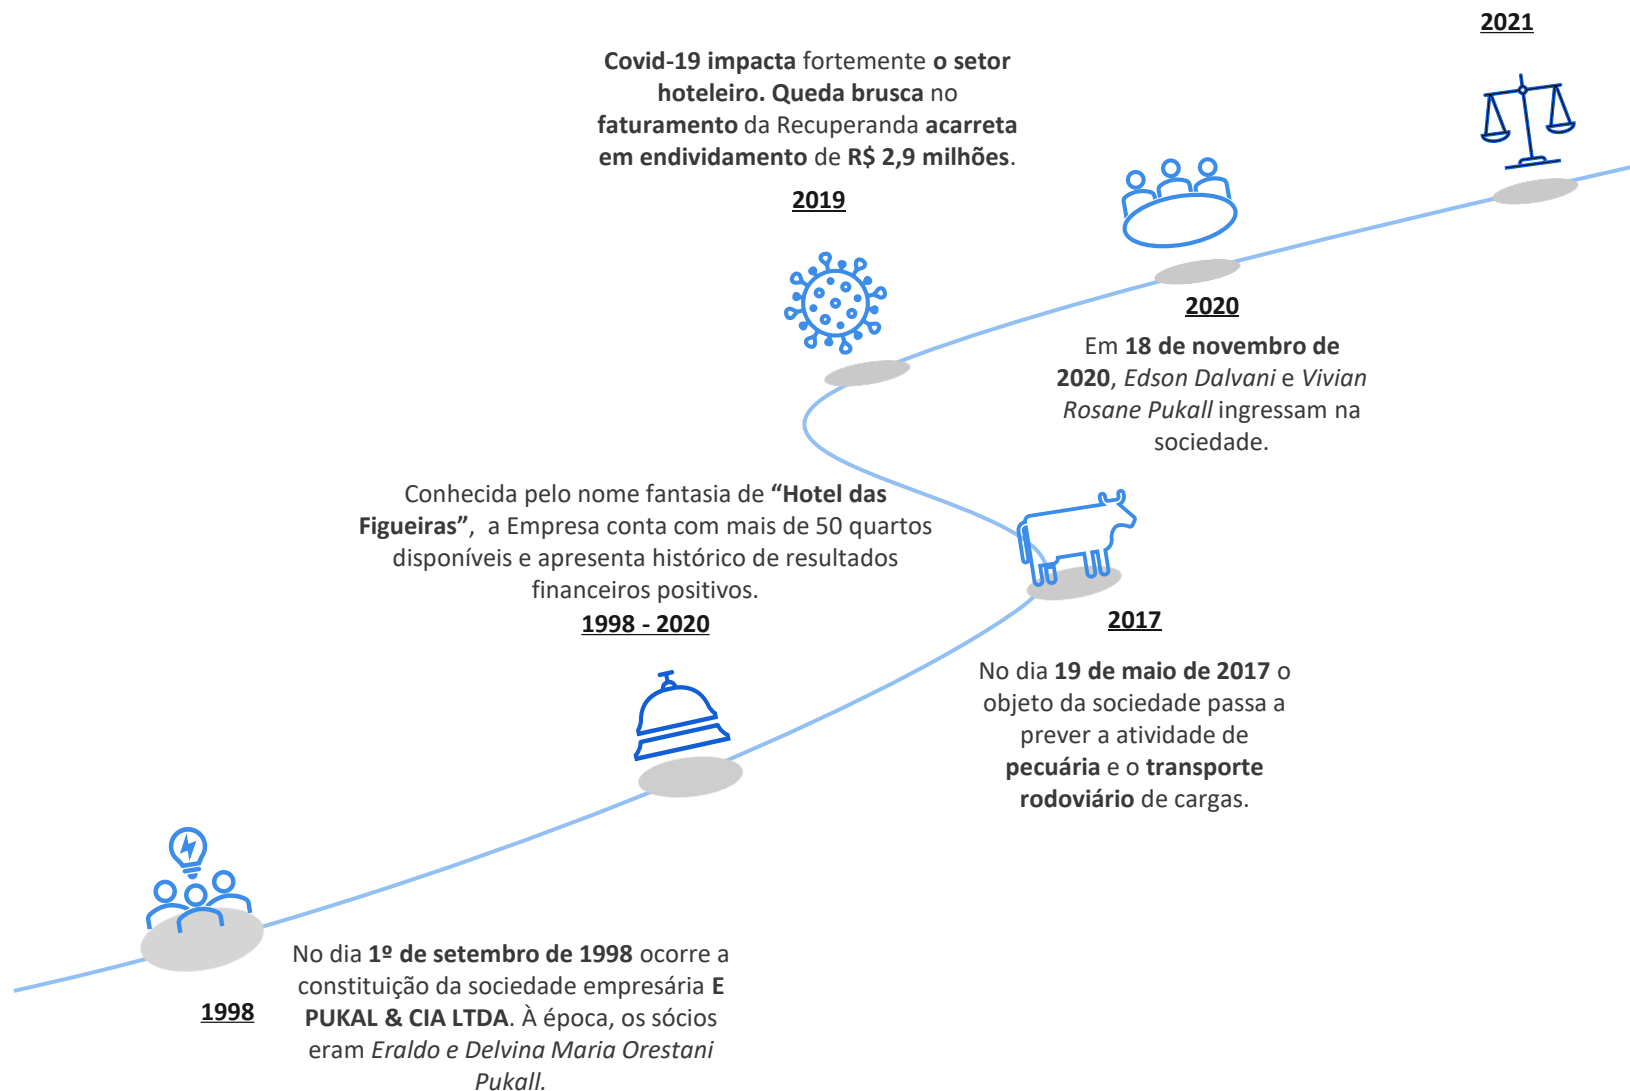 2021
Covid-19 impacta fortemente o setor
hoteleiro. Queda brusca no
faturamento da Recuperanda acarreta
em endividamento de R$ 2,9 milhões.
2019
2020
Em 18 de novembro de
2020, Edson Dalvani e Vivian
Rosane Pukall ingressam na
sociedade.
Conhecida pelo nome fantasia de “Hotel das
Figueiras”, a Empresa conta com mais de 50 quartos
disponíveis e apresenta histórico de resultados
financeiros positivos.
1998 - 2020
2017
No dia 19 de maio de 2017 o
objeto da sociedade passa a
prever a atividade de
pecuária e o transporte
rodoviário de cargas.
1998
No dia 1º de setembro de 1998 ocorre a
constituição da sociedade empresária E
PUKAL & CIA LTDA. À época, os sócios
eram Eraldo e Delvina Maria Orestani
Pukall.